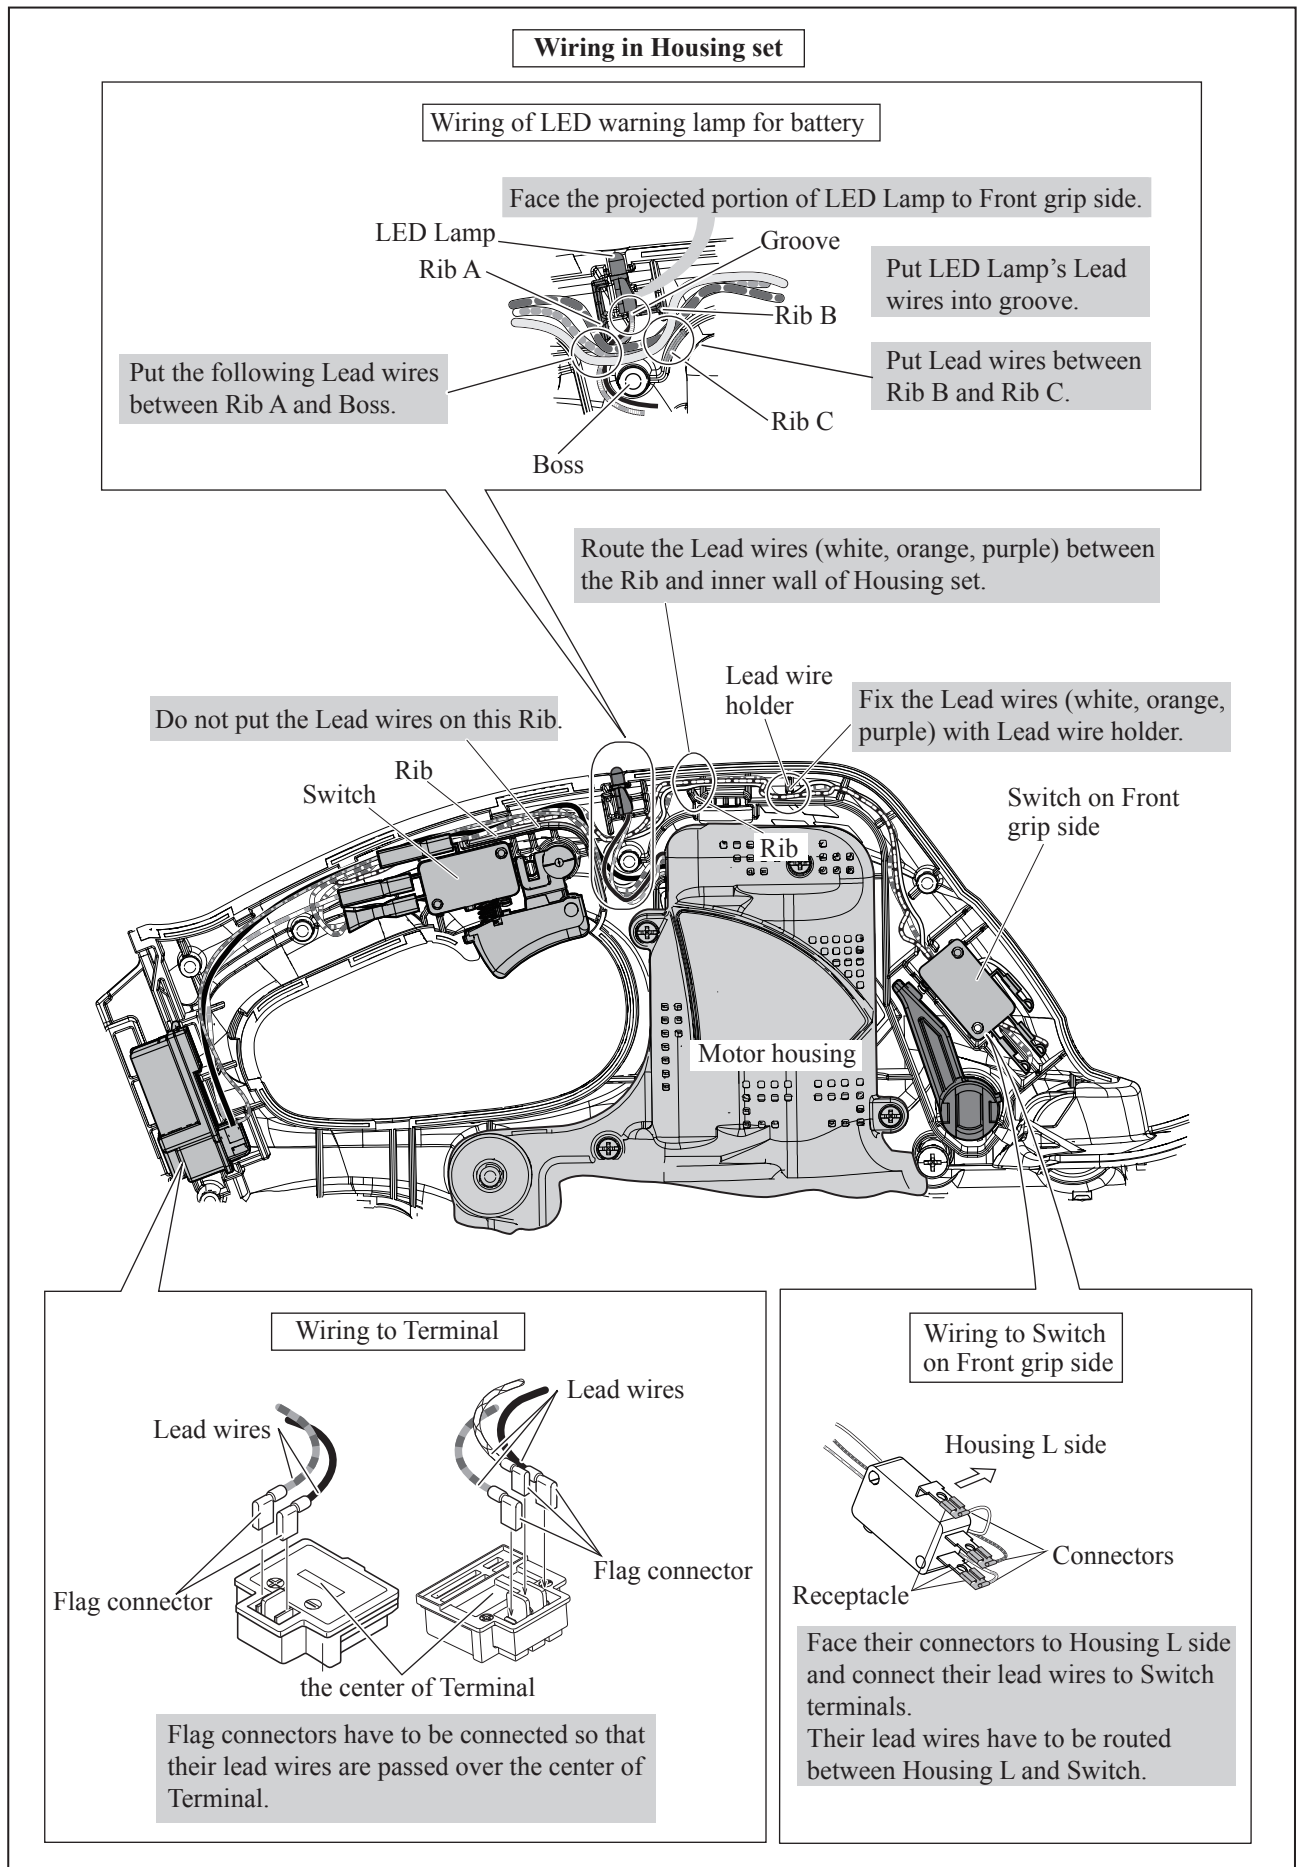 Wiring in Housing set
Wiring of LED warning lamp for battery
Face the projected portion of LED Lamp to Front grip side.
LED Lamp
Groove
Rib A
Put LED Lamp’s Lead
wires into groove.
Rib B
Put the following Lead wires
between Rib A and Boss.
Put Lead wires between
Rib B and Rib C.
Rib C
Boss
Route the Lead wires (white, orange, purple) between
the Rib and inner wall of Housing set.
Lead wire
holder
Fix the Lead wires (white, orange,
purple) with Lead wire holder.
Do not put the Lead wires on this Rib.
Rib
Switch
Switch on Front
grip side
Rib
Motor housing
Wiring to Terminal
Lead wires
Lead wires
Flag connector
Flag connector
the center of Terminal
Flag connectors have to be connected so that
their lead wires are passed over the center of
Terminal.
Wiring to Switch
on Front grip side
Housing L side
Connectors
Receptacle
Face their connectors to Housing L side
and connect their lead wires to Switch
terminals.
Their lead wires have to be routed
between Housing L and Switch.